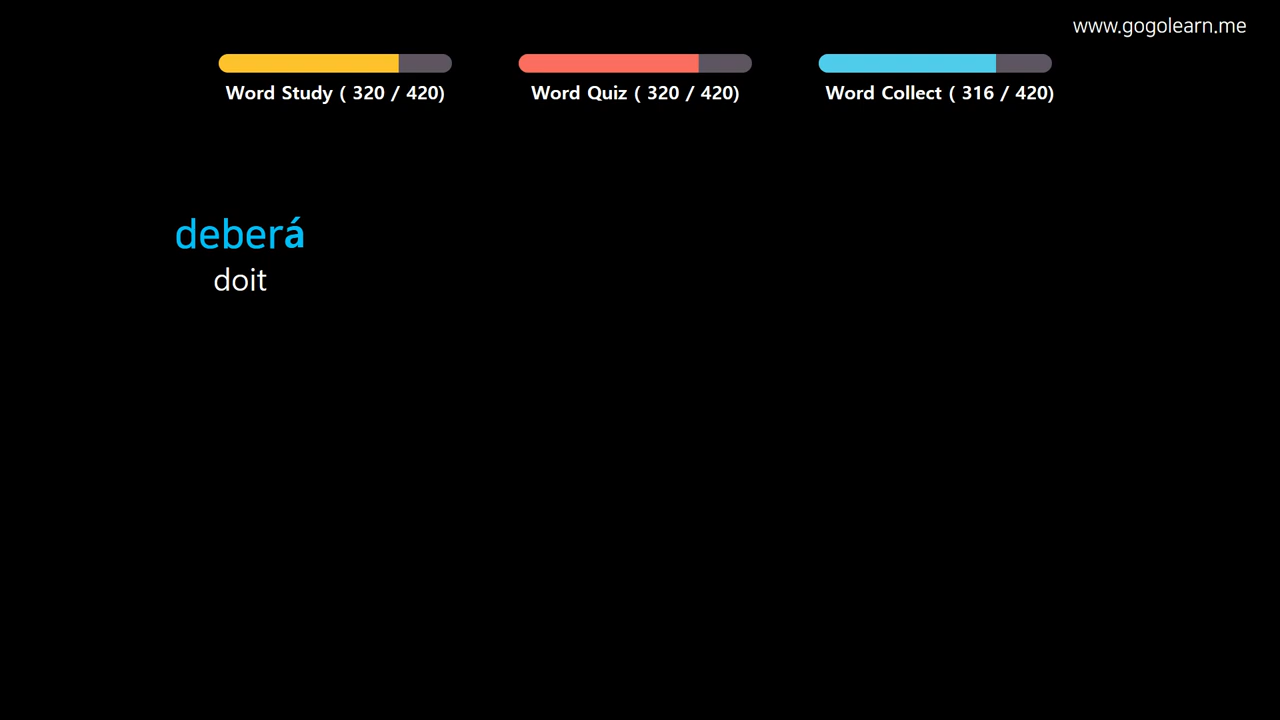 www.gogolearn.me
Word Study ( 320 / 420)
Word Quiz ( 320 / 420)
Word Collect ( 316 / 420)
deberá
doit